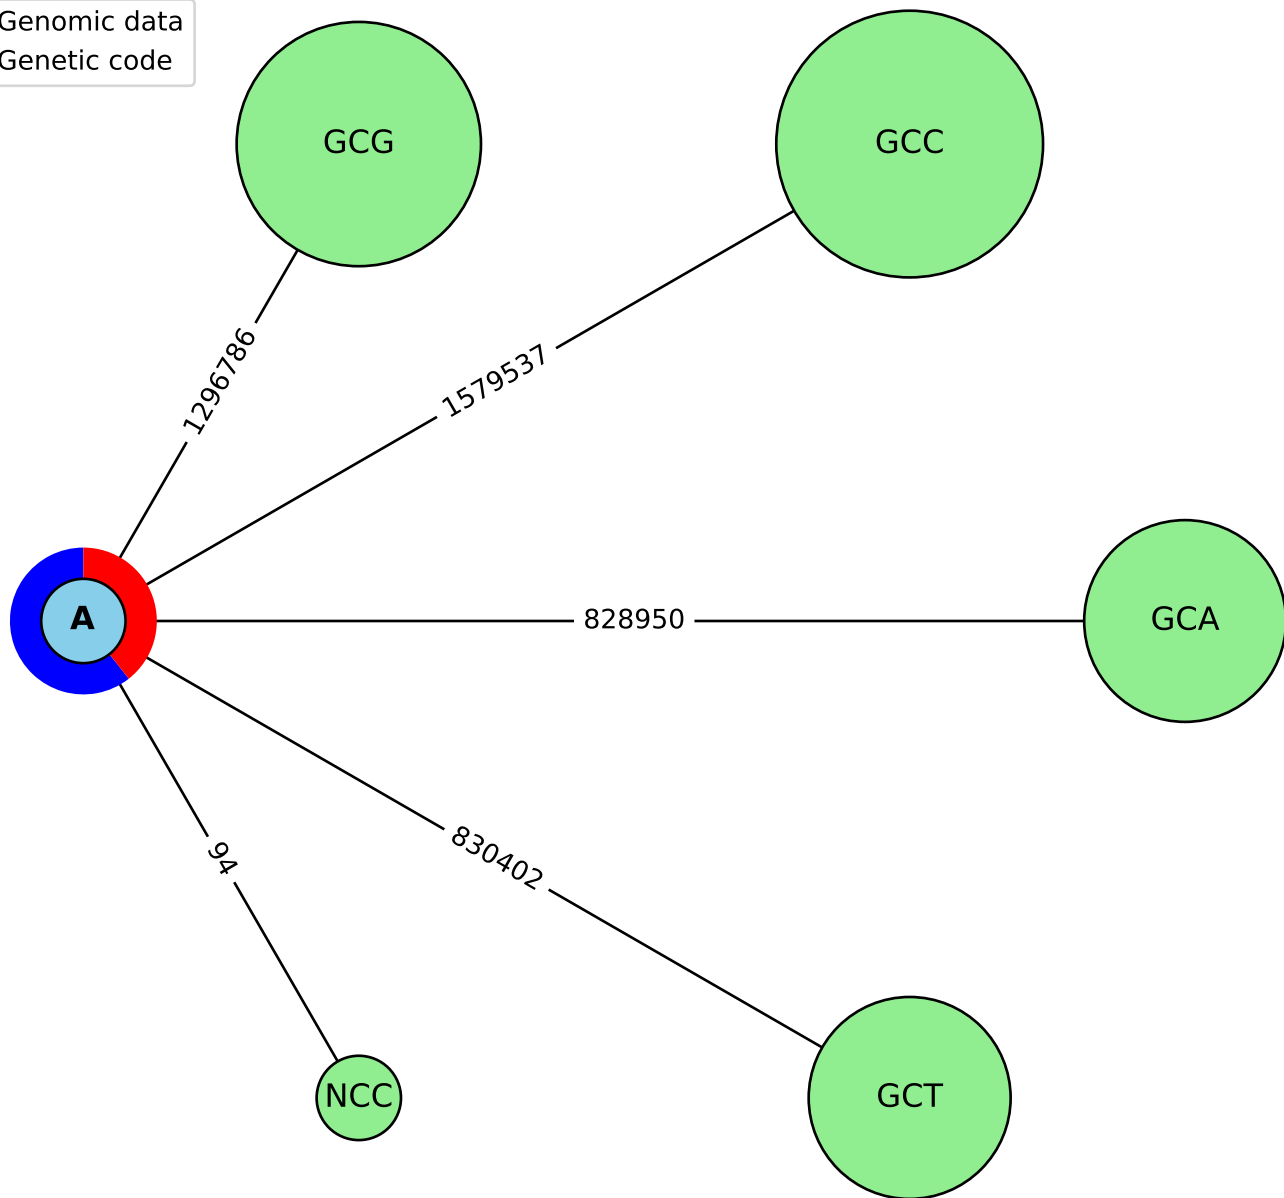 Genomic data
Genetic code
GCG
GCC
1296786
1579537
A
828950
GCA
94
830402
NCC
GCT